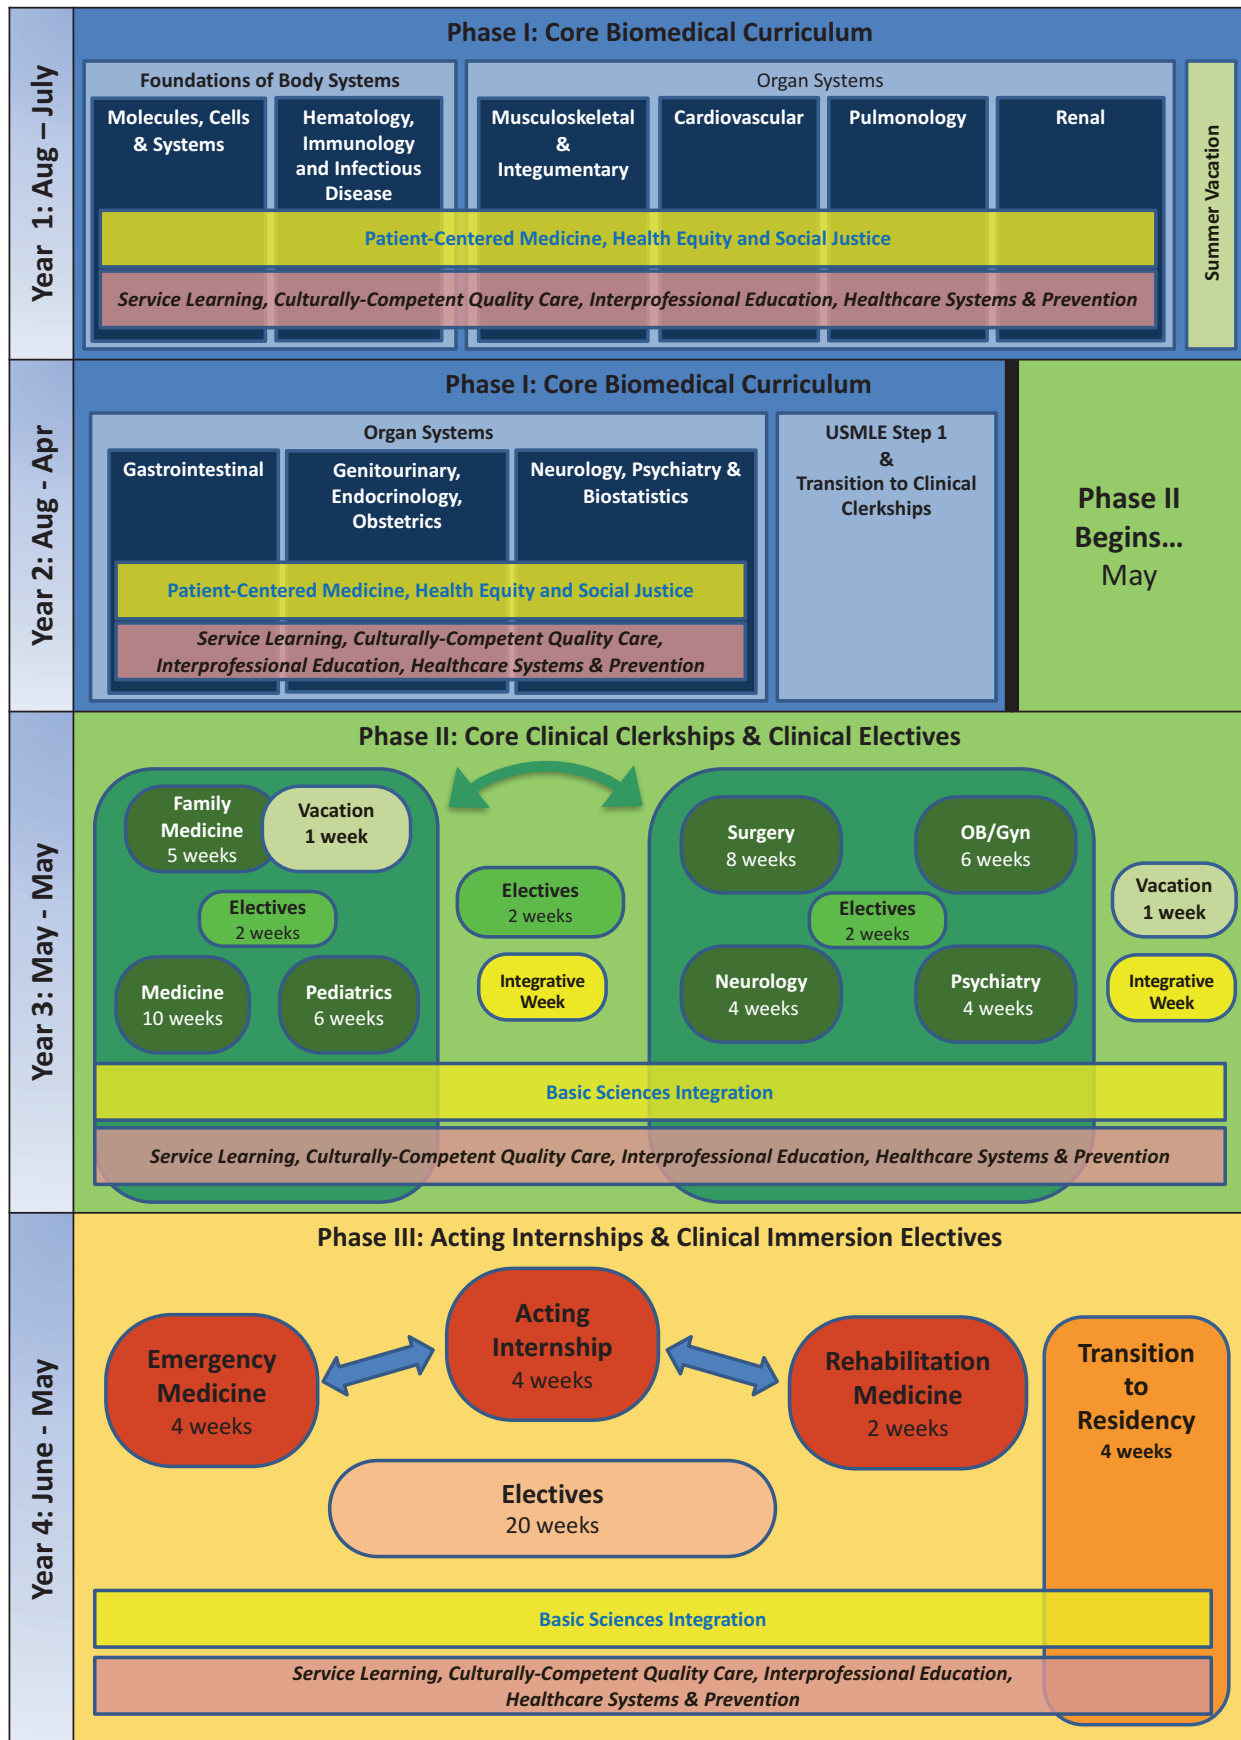 Year 1: Aug – July
Phase I: Core Biomedical Curriculum
Foundations of Body Systems
Molecules, Cells
& Systems
Hematology,
Immunology
and Infectious
Disease
Organ Systems
Musculoskeletal
&
Integumentary
Cardiovascular
Pulmonology
Renal
Patient-Centered Medicine, Health Equity and Social Justice
Service Learning, Culturally-Competent Quality Care, Interprofessional Education, Healthcare Systems & Prevention
Summer Vacation
Year 2: Aug - Apr
Phase I: Core Biomedical Curriculum
Organ Systems
Gastrointestinal
Genitourinary,
Endocrinology,
Obstetrics
Neurology, Psychiatry &
Biostatistics
Patient-Centered Medicine, Health Equity and Social Justice
Service Learning, Culturally-Competent Quality Care,
Interprofessional Education, Healthcare Systems & Prevention
USMLE Step 1
&
Transition to Clinical
Clerkships
Phase II
Begins...
May
Year 3: May - May
Phase II: Core Clinical Clerkships & Clinical Electives
Family
Medicine
5 weeks
Vacation
1 week
Electives
2 weeks
Medicine
10 weeks
Pediatrics
6 weeks
Electives
2 weeks
Integrative
Week
Surgery
8 weeks
OB/Gyn
6 weeks
Electives
2 weeks
Neurology
4 weeks
Psychiatry
4 weeks
Vacation
1 week
Integrative
Week
Basic Sciences Integration
Service Learning, Culturally-Competent Quality Care, Interprofessional Education, Healthcare Systems & Prevention
Year 4: June - May
Phase III: Acting Internships & Clinical Immersion Electives
Emergency
Medicine
4 weeks
Acting
Internship
4 weeks
Rehabilitation
Medicine
2 weeks
Transition
to
Residency
4 weeks
Electives
20 weeks
Basic Sciences Integration
Service Learning, Culturally-Competent Quality Care, Interprofessional Education,
Healthcare Systems & Prevention